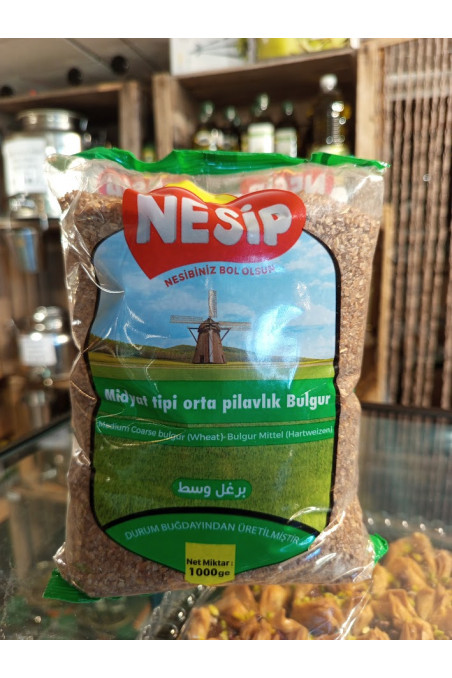 NESİP
NESİBİNİZ BOL OLSUN
Midyat tipi orta pilavlık Bulgur
Medium Coarse bulgur (Wheat)-Bulgur Mittel (Hartweizen)
برغل وسط
DURUM BUĞDAYINDAN ÜRETİLMİŞTİR
Net Miktar:
1000ge